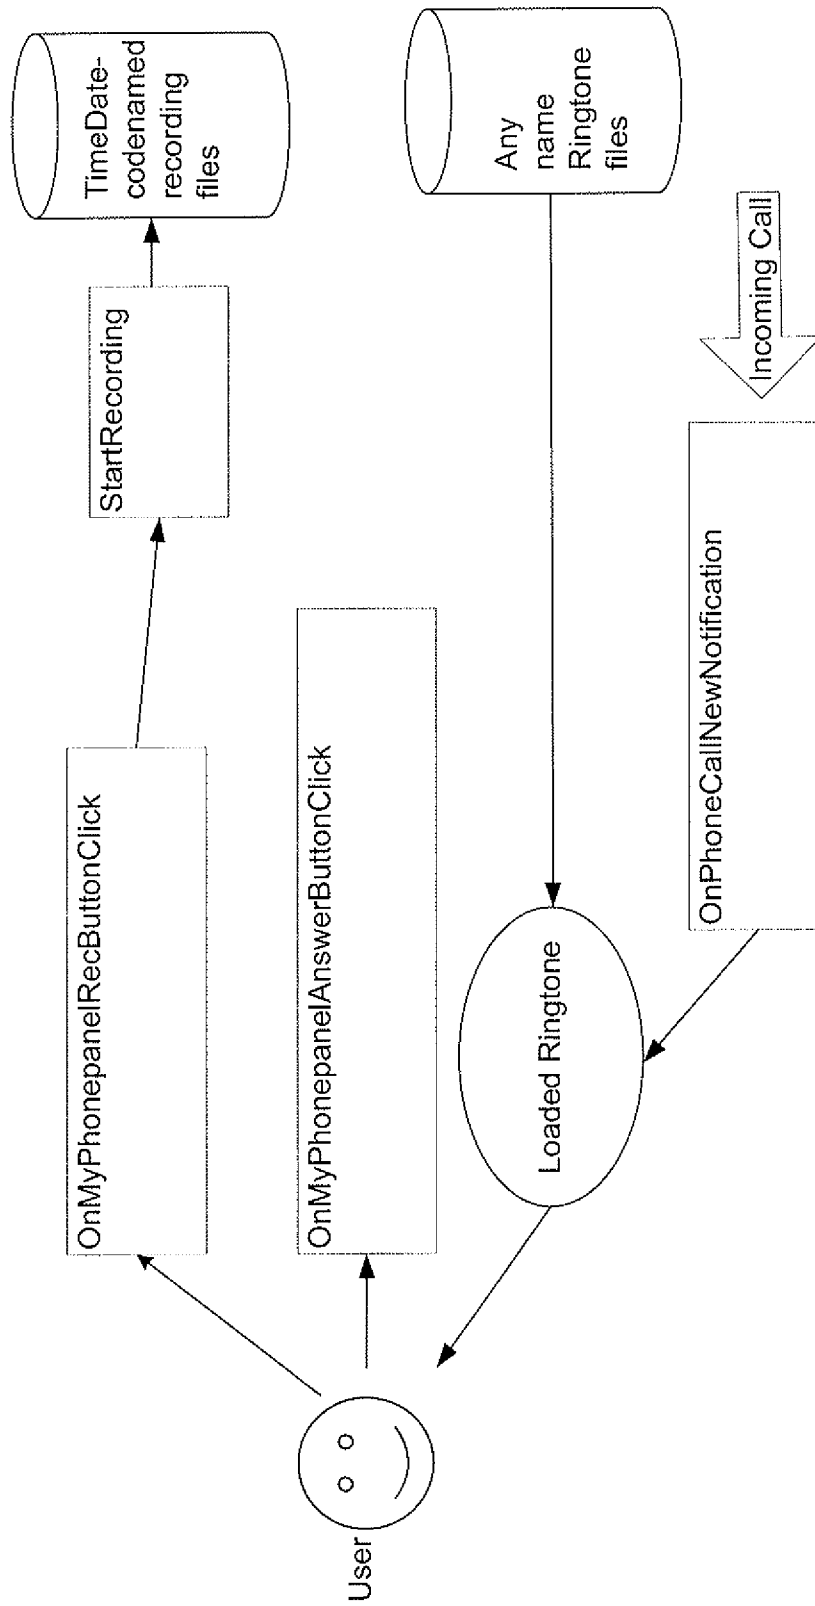 User
OnMyPhonepanelRecButtonClick
StartRecording
TimeDate-
codenamed
recording
files
OnMyPhonepanelAnswerButtonClick
Loaded Ringtone
Any
name
Ringtone
files
OnPhoneCallNewNotification
Incoming Call